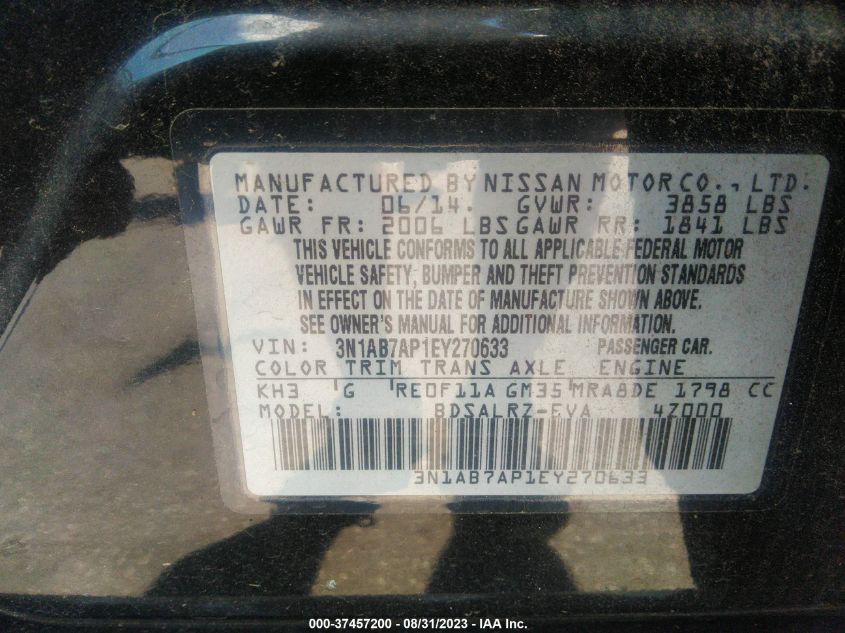 MANUFACTURED BY NISSAN MOTOR CO., LTD.
DATE: 06/14. GVWR: 3858 LBS
GAWR FR: 2006 LBS GAWR RR: 1841 LBS
THIS VEHICLE CONFORMS TO ALL APPLICABLE FEDERAL MOTOR
VEHICLE SAFETY, BUMPER AND THEFT PREVENTION STANDARDS
IN EFFECT ON THE DATE OF MANUFACTURE SHOWN ABOVE.
SEE OWNER'S MANUAL FOR ADDITIONAL INFORMATION.
VIN: 3N1AB7AP1EY270633 PASSENGER CAR.
COLOR TRIM TRANS AXLE ENGINE
KH3 G RE0F11A GM35 MRA8DE 1798 CC
MODEL: BDSALRZ-EVA 4Z000
3N1AB7AP1EY270633
000-37457200 - 08/31/2023 - IAA Inc.